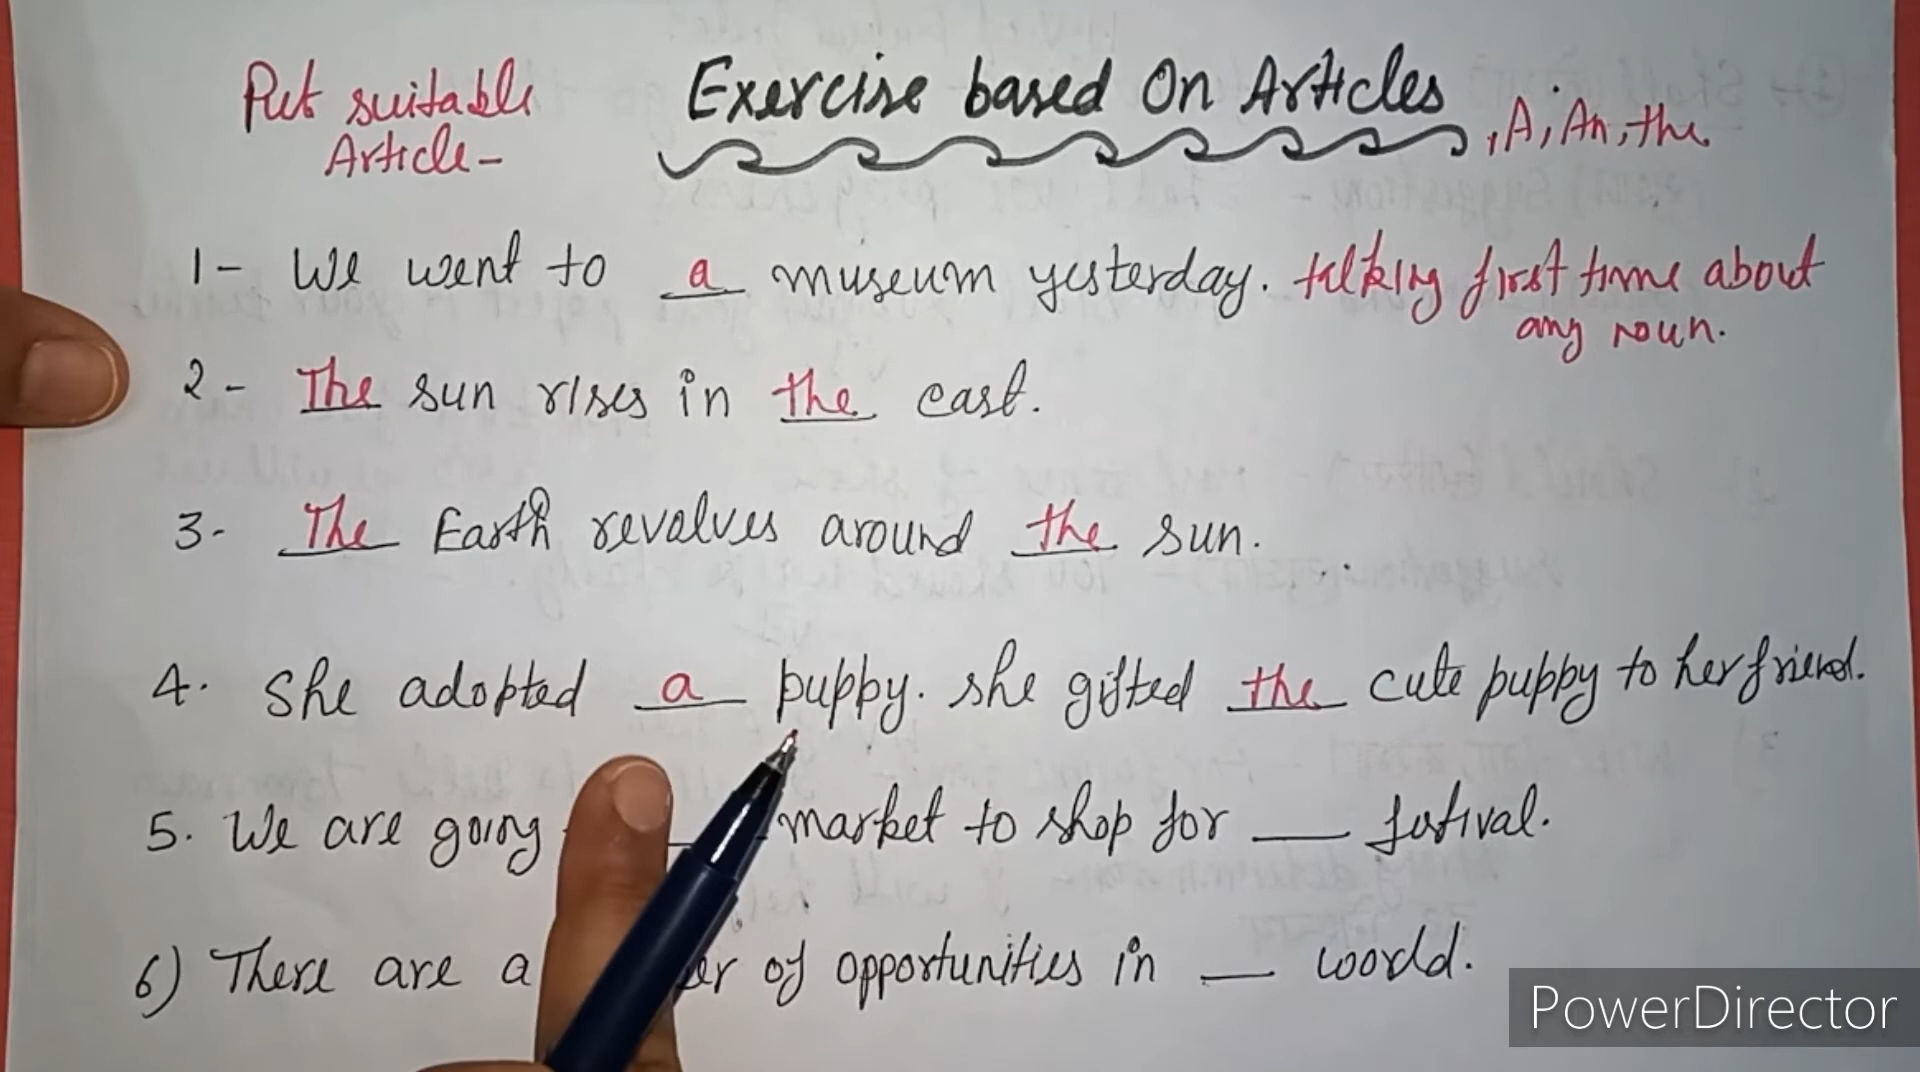 Put suitable
Article-
Exercise based On Articles, A, An, the
1- We went to a museum yesterday. talking first time about
any noun.
2- The sun rises in the east.
3- The Earth revolves around the sun.
4. She adopted a puppy. she gifted the cute puppy to her friend.
5. We are going market to shop for __ festival.
6) There are a of opportunities in __ world.
PowerDirector